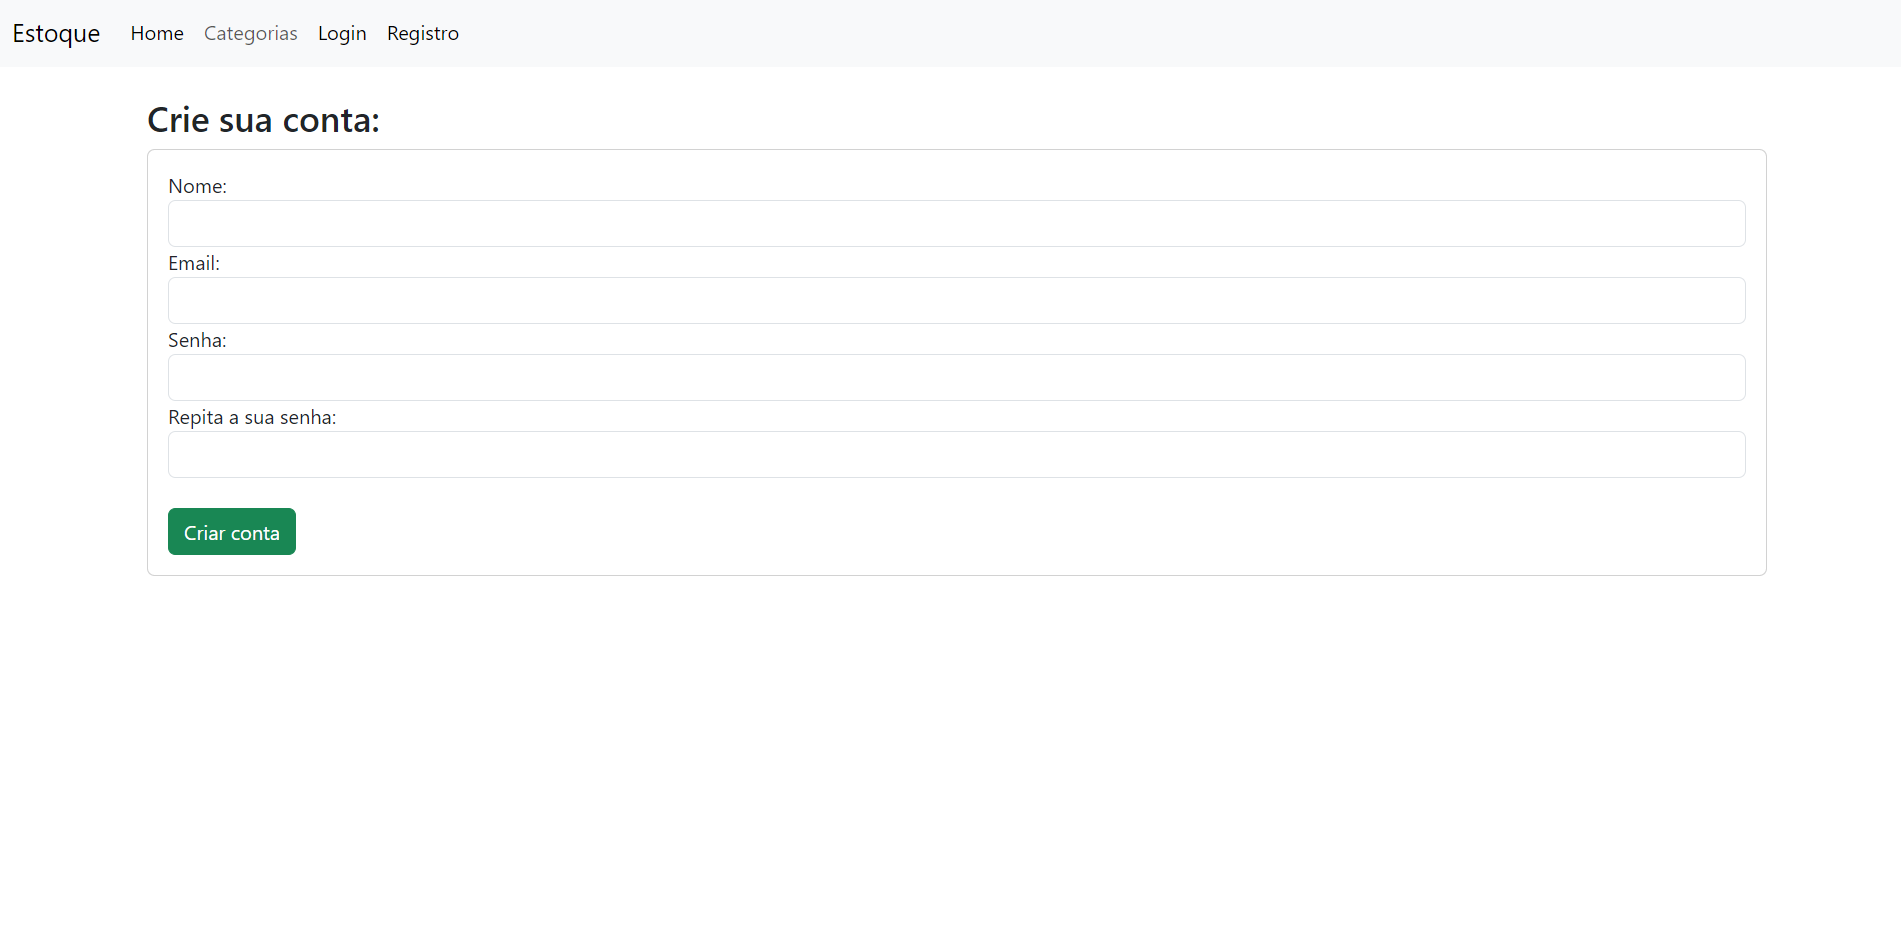 Estoque Home Categorias Login Registro
Crie sua conta:
Nome:
Email:
Senha:
Repita a sua senha:
Criar conta